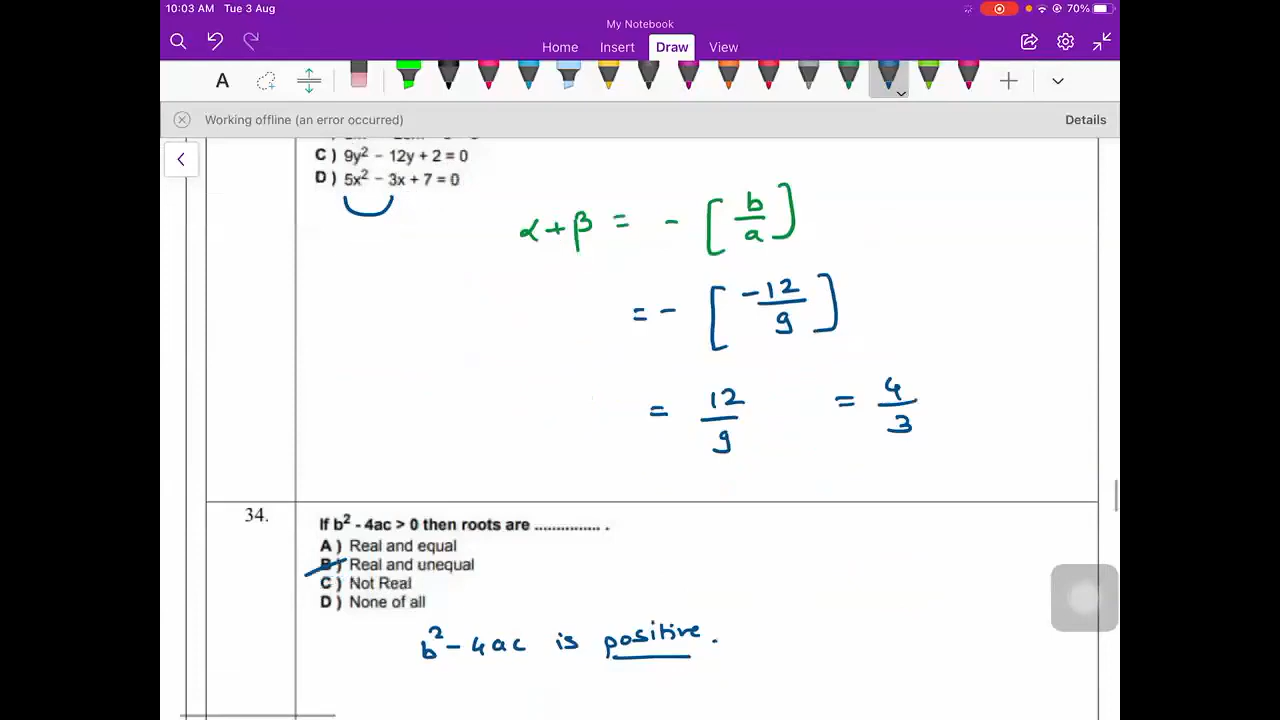 10:03 AM Tue 3 Aug
70%
My Notebook
Home Insert Draw View
A
Working offline (an error occurred) Details
C ) 9y² - 12y + 2 = 0
D ) 5x² - 3x + 7 = 0
α + β = - [b/a]
= - [-12/9]
= 12/9 = 4/3
34.
If b² - 4ac > 0 then roots are ............... .
A ) Real and equal
B ) Real and unequal
C ) Not Real
D ) None of all
b² - 4ac is positive.